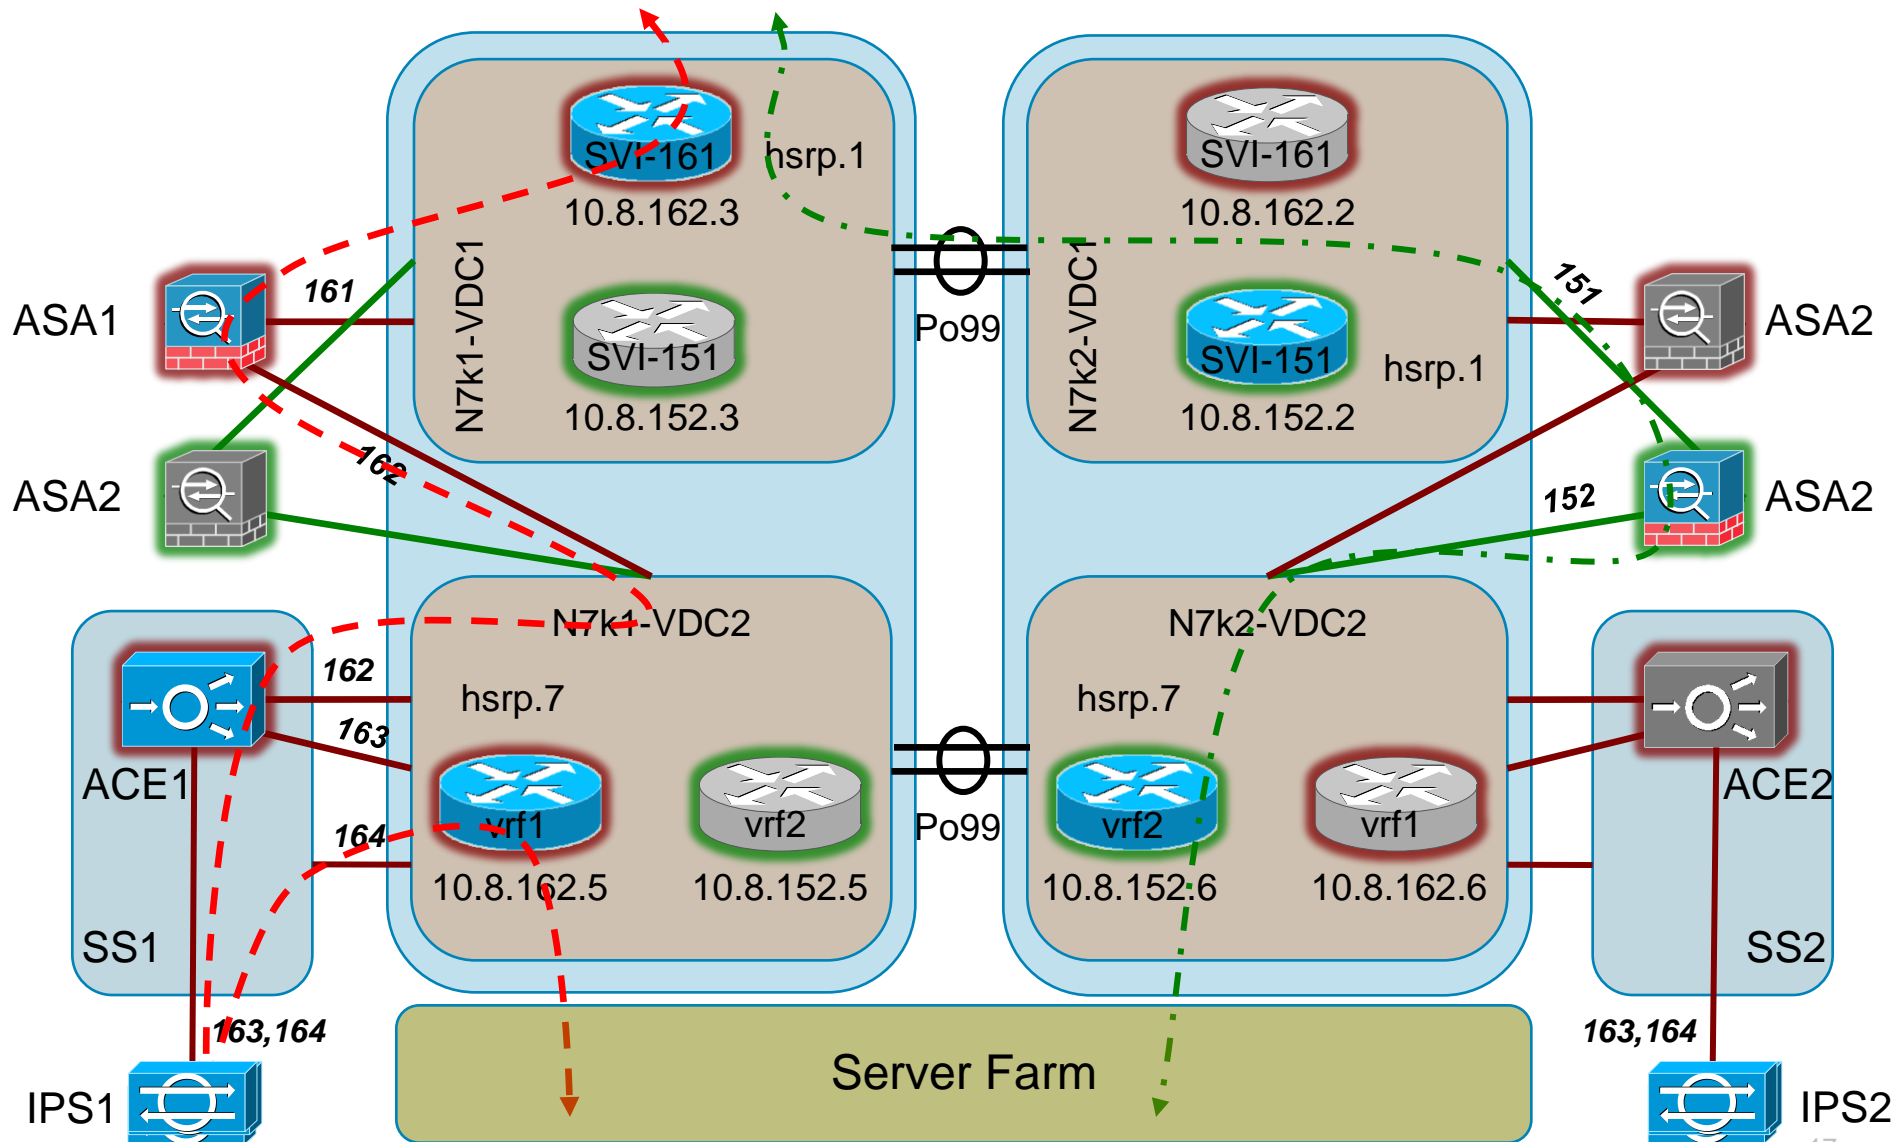 SVI-161
hsrp.1
10.8.162.3
N7k1-VDC1
SVI-151
10.8.152.3
SVI-161
10.8.162.2
N7k2-VDC1
SVI-151
hsrp.1
10.8.152.2
Po99
ASA1
161
162
ASA2
151
ASA2
152
ASA2
N7k1-VDC2
hsrp.7
vrf1
vrf2
10.8.162.5
10.8.152.5
N7k2-VDC2
hsrp.7
vrf2
vrf1
10.8.152.6
10.8.162.6
Po99
162
163
ACE1
164
SS1
163,164
IPS1
ACE2
SS2
163,164
IPS2
Server Farm